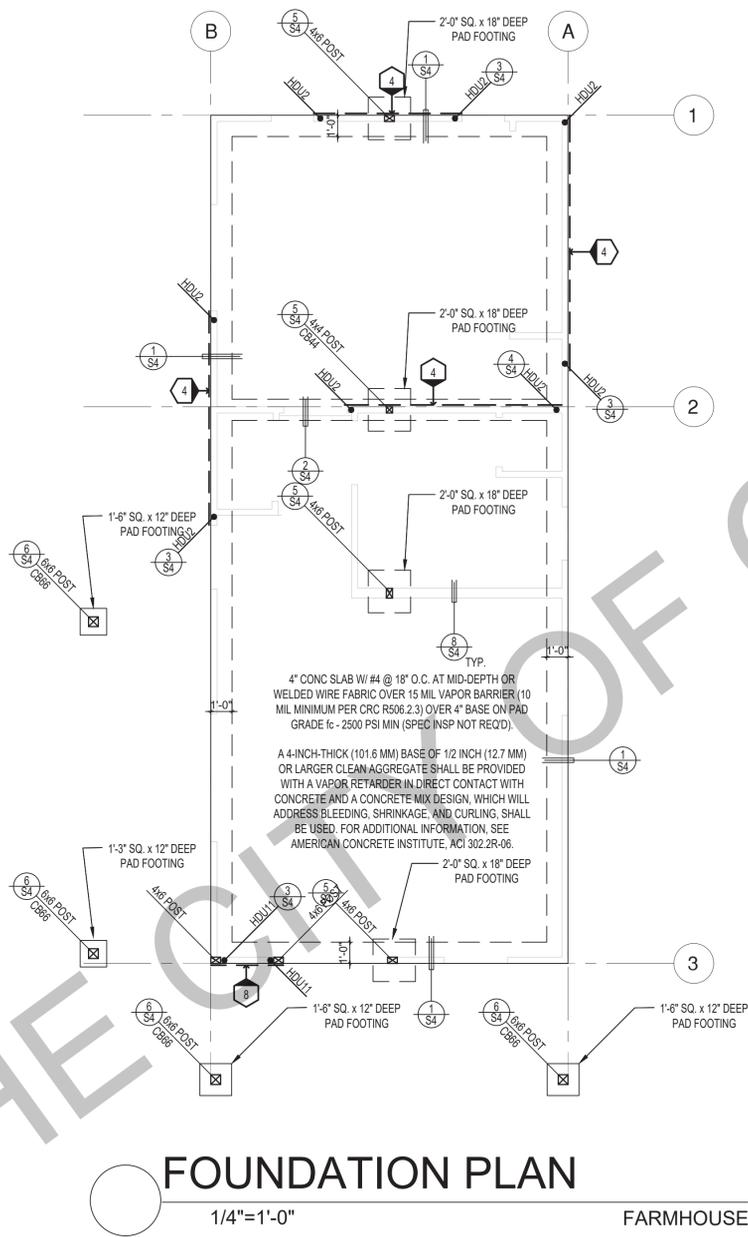 B
A
5
S4
4x6 POST
2'-0" SQ. x 18" DEEP
PAD FOOTING
1
S4
3
S4
HDU2
4
HDU2
HDU2
1
1'-0"
4
HDU2
5
S4
4x4 POST
CB44
2'-0" SQ. x 18" DEEP
PAD FOOTING
1
S4
4
4
S4
4
HDU2
HDU2
HDU2
3
S4
2
2
S4
5
S4
4x6 POST
2'-0" SQ. x 18" DEEP
PAD FOOTING
1'-6" SQ. x 12" DEEP
PAD FOOTING
HDU2
3
S4
6
S4
6x6 POST
CB66
8
S4
TYP.
1'-0"
4" CONC SLAB W/ #4 @ 18" O.C. AT MID-DEPTH OR
WELDED WIRE FABRIC OVER 15 MIL VAPOR BARRIER (10
MIL MINIMUM PER CRC R506.2.3) OVER 4" BASE ON PAD
GRADE fc - 2500 PSI MIN (SPEC INSP NOT REQ'D).
1'-0"
A 4-INCH-THICK (101.6 MM) BASE OF 1/2 INCH (12.7 MM)
OR LARGER CLEAN AGGREGATE SHALL BE PROVIDED
WITH A VAPOR RETARDER IN DIRECT CONTACT WITH
CONCRETE AND A CONCRETE MIX DESIGN, WHICH WILL
ADDRESS BLEEDING, SHRINKAGE, AND CURLING, SHALL
BE USED. FOR ADDITIONAL INFORMATION, SEE
AMERICAN CONCRETE INSTITUTE, ACI 302.2R-06.
1
S4
1'-3" SQ. x 12" DEEP
PAD FOOTING
2'-0" SQ. x 18" DEEP
PAD FOOTING
6
S4
6x6 POST
CB66
4x6 POST
HDU11
3
S4
4x6 POST
5
S4
4x6 POST
1'-0"
3
8
HDU11
1
S4
6
S4
6x6 POST
CB66
1'-6" SQ. x 12" DEEP
PAD FOOTING
6
S4
6x6 POST
CB66
1'-6" SQ. x 12" DEEP
PAD FOOTING
THE CITY OF
FOUNDATION PLAN
1/4"=1'-0"
FARMHOUSE